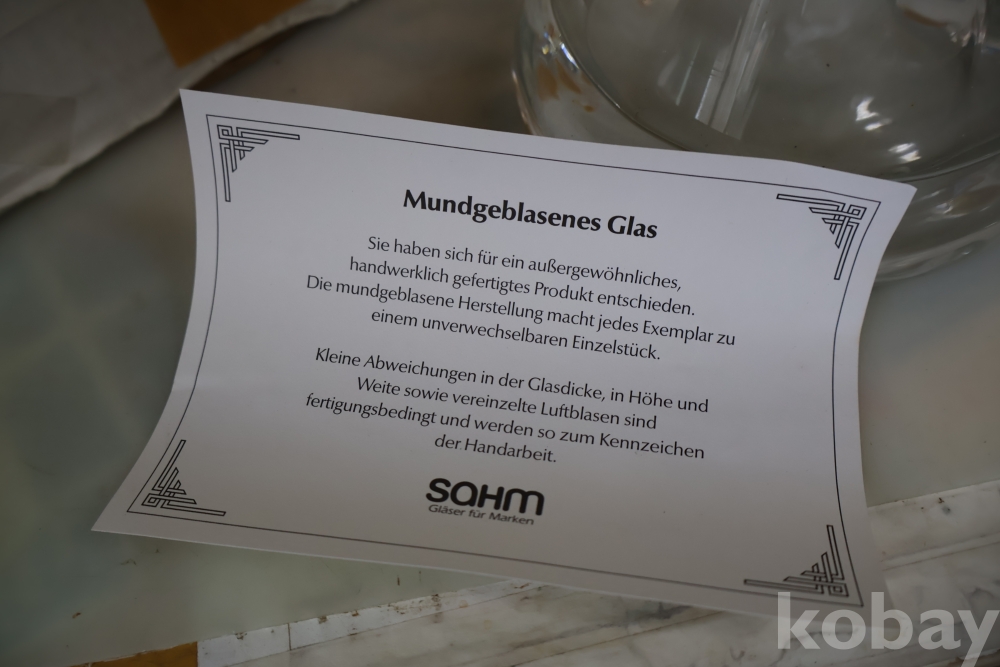 Mundgeblasenes Glas
Sie haben sich für ein außergewöhnliches,
handwerklich gefertigtes Produkt entschieden.
Die mundgeblasene Herstellung macht jedes Exemplar zu
einem unverwechselbaren Einzelstück.
Kleine Abweichungen in der Glasdicke, in Höhe und
Weite sowie vereinzelte Luftblasen sind
fertigungsbedingt und werden so zum Kennzeichen
der Handarbeit.
SAHM
Gläser für Marken
kobay